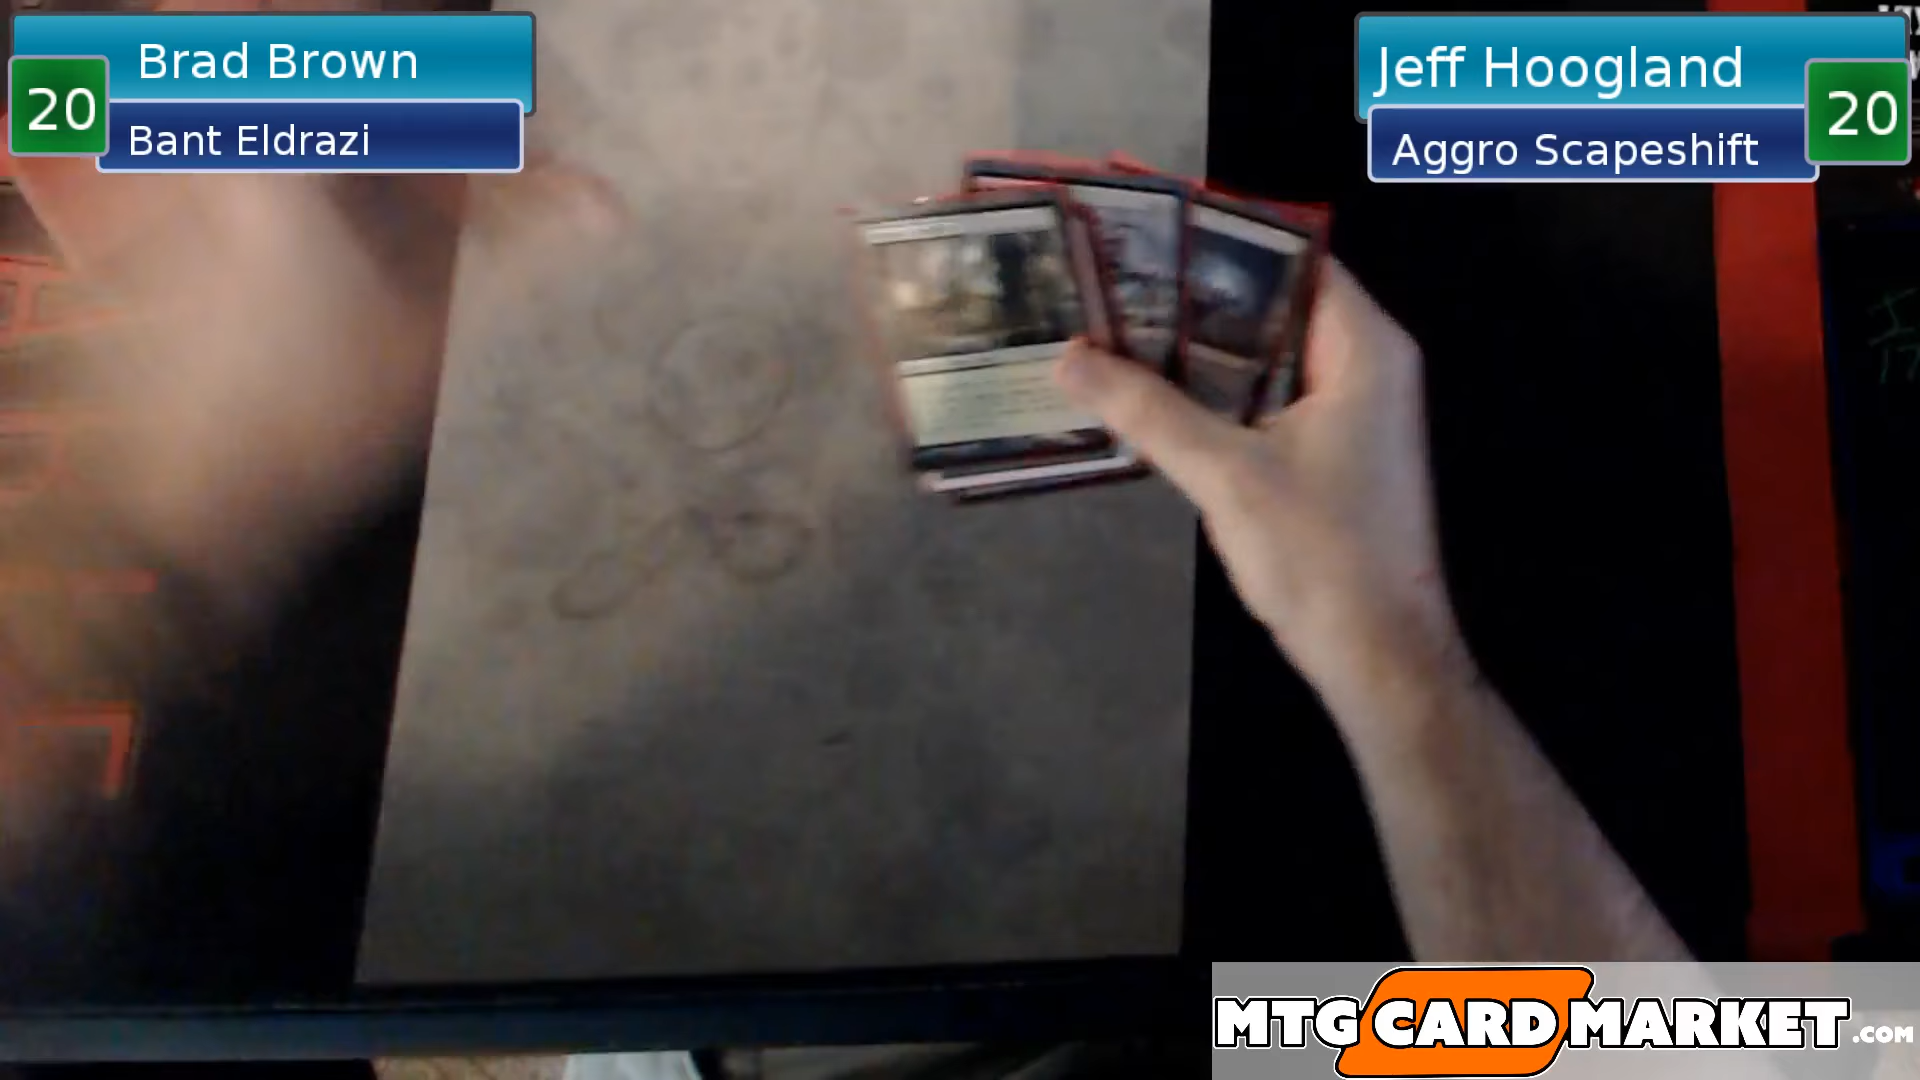 Brad Brown
20
Bant Eldrazi
Jeff Hoogland
20
Aggro Scapeshift
MTG CARD MARKET.com